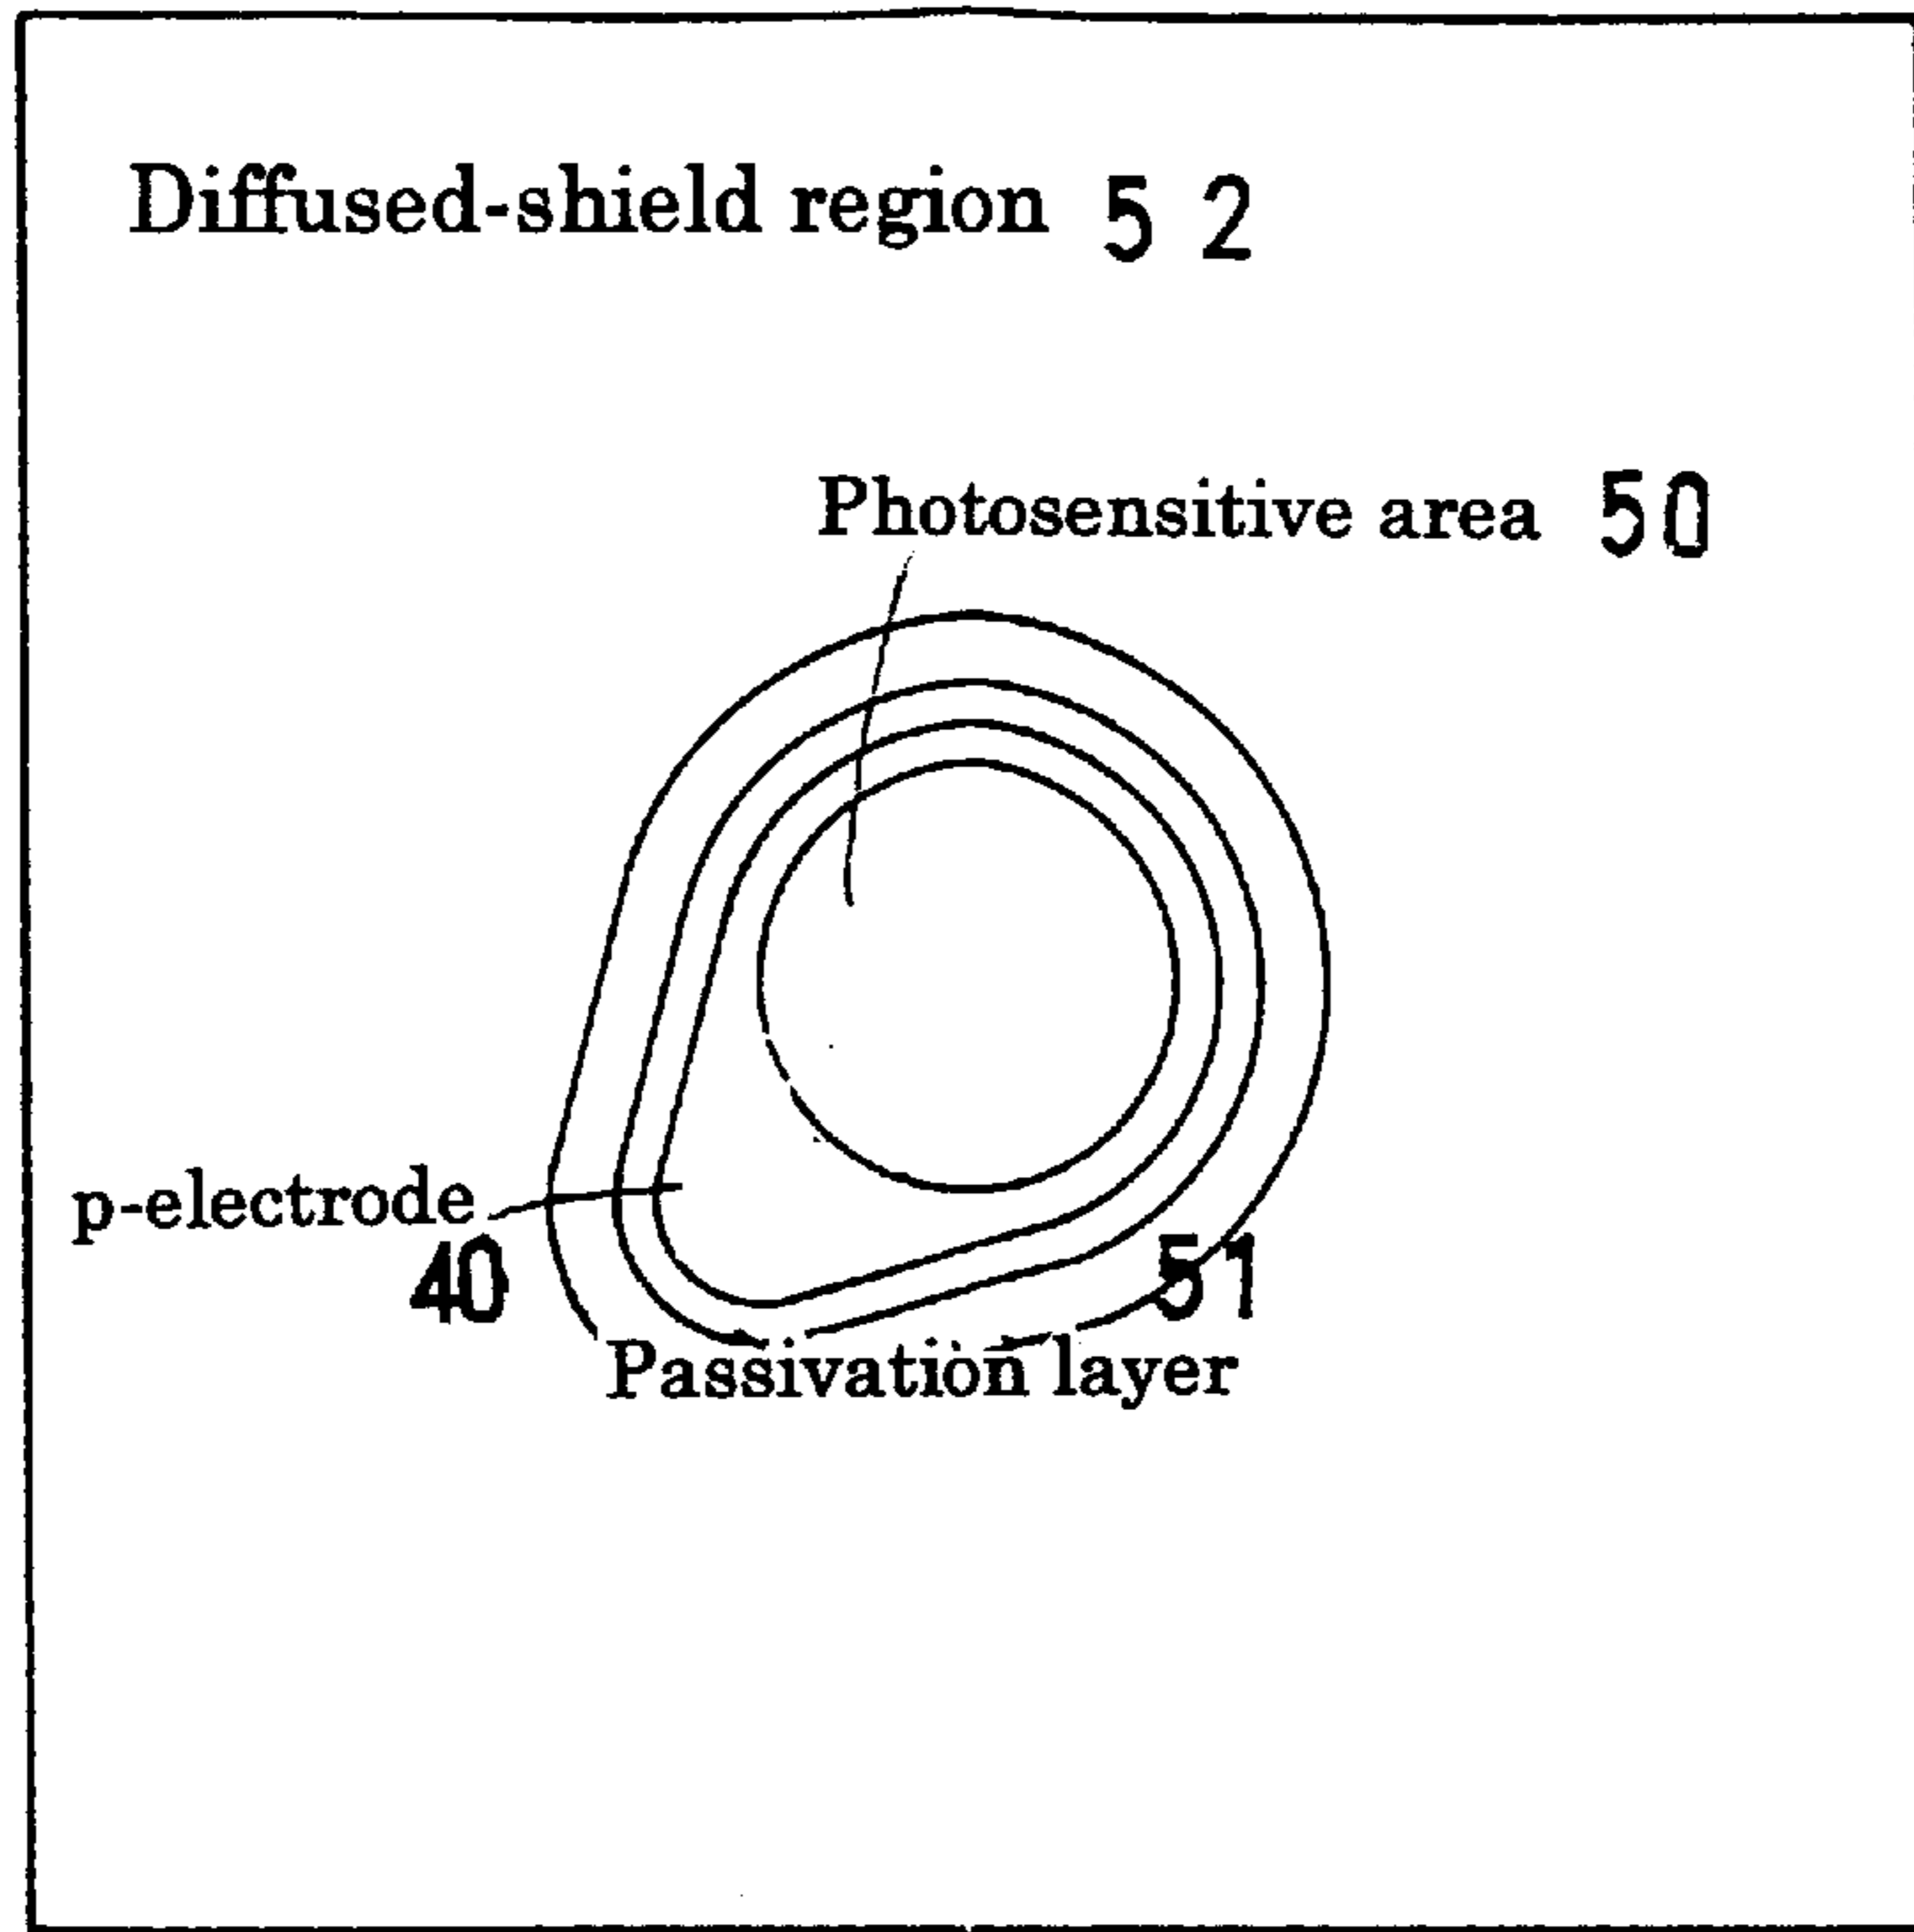 Diffused-shield region 52
Photosensitive area 50
p-electrode
40
51
Passivation layer